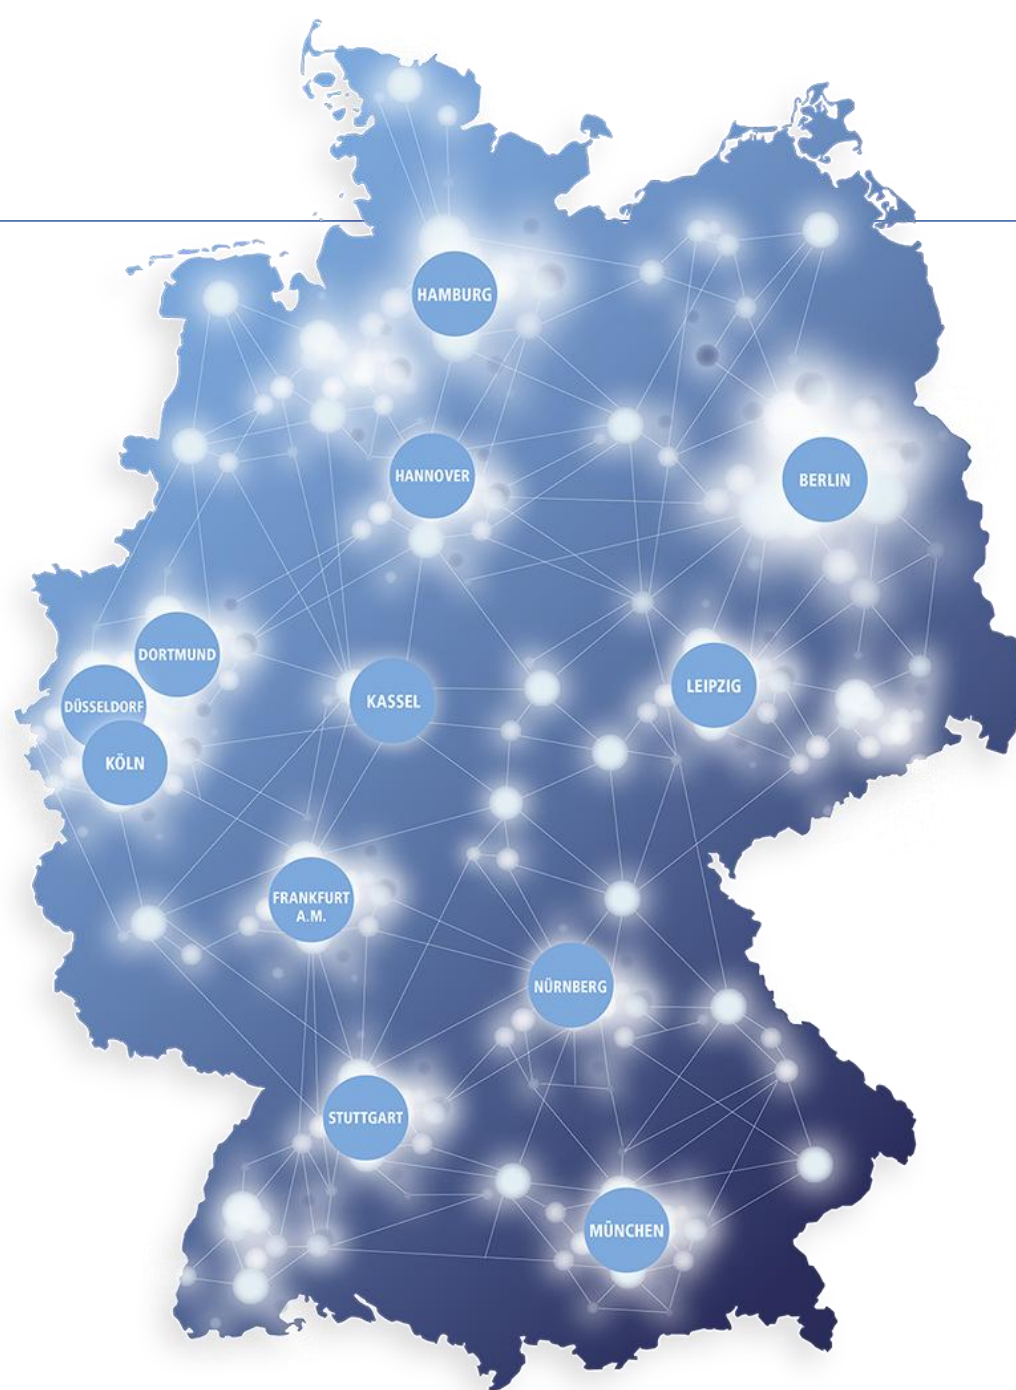 HAMBURG
HANNOVER
BERLIN
DORTMUND
DÜSSELDORF
KÖLN
KASSEL
LEIPZIG
FRANKFURT
A.M.
NÜRNBERG
STUTTGART
MÜNCHEN